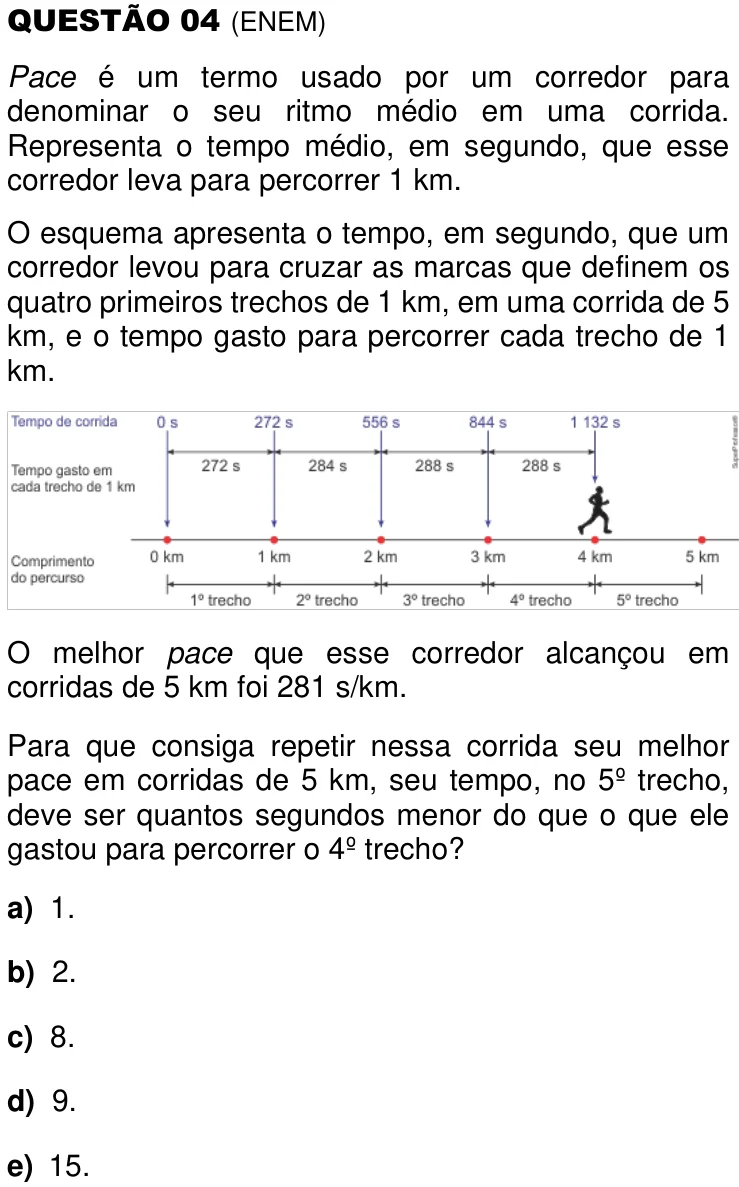 QUESTÃO 04 (ENEM)
Pace é um termo usado por um corredor para
denominar o seu ritmo médio em uma corrida.
Representa o tempo médio, em segundo, que esse
corredor leva para percorrer 1 km.
O esquema apresenta o tempo, em segundo, que um
corredor levou para cruzar as marcas que definem os
quatro primeiros trechos de 1 km, em uma corrida de 5
km, e o tempo gasto para percorrer cada trecho de 1
km.
Tempo de corrida 0 s 272 s 556 s 844 s 1 132 s
272 s 284 s 288 s 288 s
Tempo gasto em
cada trecho de 1 km
0 km 1 km 2 km 3 km 4 km 5 km
Comprimento
do percurso
1º trecho 2º trecho 3º trecho 4º trecho 5º trecho
O melhor pace que esse corredor alcançou em
corridas de 5 km foi 281 s/km.
Para que consiga repetir nessa corrida seu melhor
pace em corridas de 5 km, seu tempo, no 5º trecho,
deve ser quantos segundos menor do que o que ele
gastou para percorrer o 4º trecho?
a) 1.
b) 2.
c) 8.
d) 9.
e) 15.